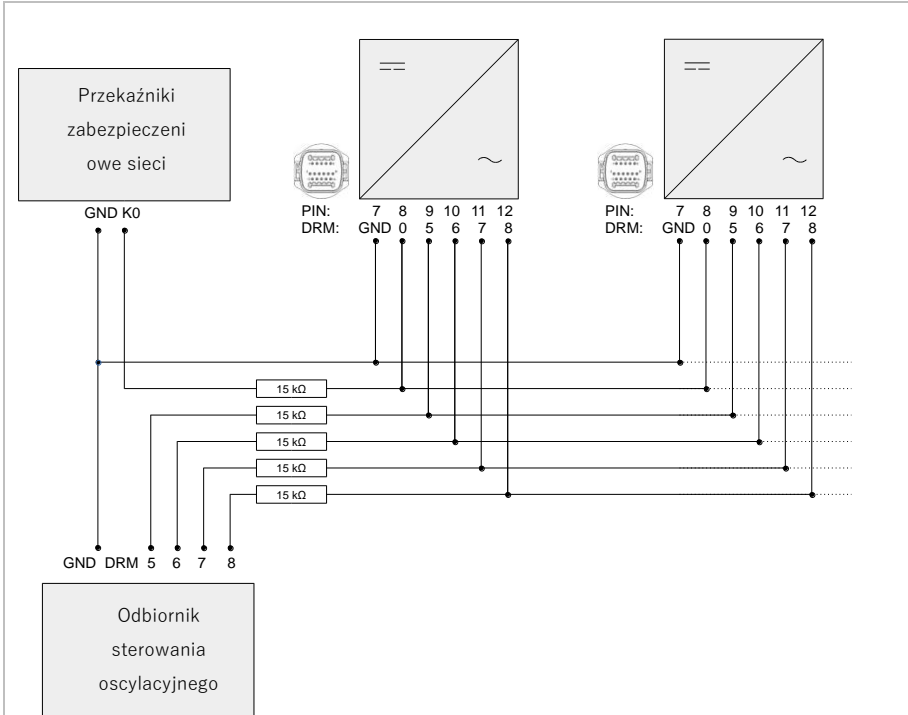 Przekaźniki
zabezpieczeni
owe sieci
GND K0
PIN: 7 8 9 10 11 12
DRM: GND 0 5 6 7 8
PIN: 7 8 9 10 11 12
DRM: GND 0 5 6 7 8
15 kΩ
15 kΩ
15 kΩ
15 kΩ
15 kΩ
GND DRM 5 6 7 8
Odbiornik
sterowania
oscylacyjnego